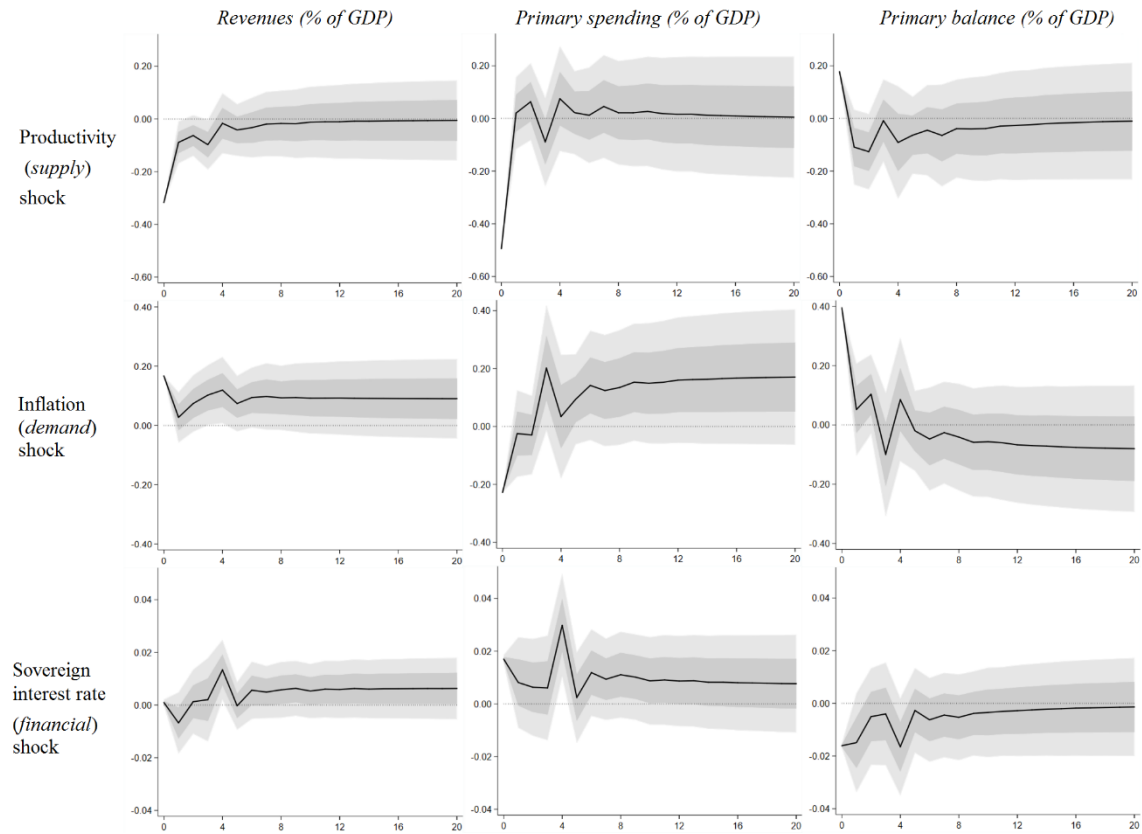 Revenues (% of GDP) Primary spending (% of GDP) Primary balance (% of GDP)
Productivity
(supply)
shock
0.20 0.20 0.20
0.00 0.00 0.00
-0.20 -0.20 -0.20
-0.40 -0.40 -0.40
-0.60 -0.60 -0.60
0 4 8 12 16 20 0 4 8 12 16 20 0 4 8 12 16 20
Inflation
(demand)
shock
0.40 0.40 0.40
0.20 0.20 0.20
0.00 0.00 0.00
-0.20 -0.20 -0.20
-0.40 -0.40 -0.40
0 4 8 12 16 20 0 4 8 12 16 20 0 4 8 12 16 20
Sovereign
interest rate
(financial)
shock
0.04 0.04 0.04
0.02 0.02 0.02
0.00 0.00 0.00
-0.02 -0.02 -0.02
-0.04 -0.04 -0.04
0 4 8 12 16 20 0 4 8 12 16 20 0 4 8 12 16 20